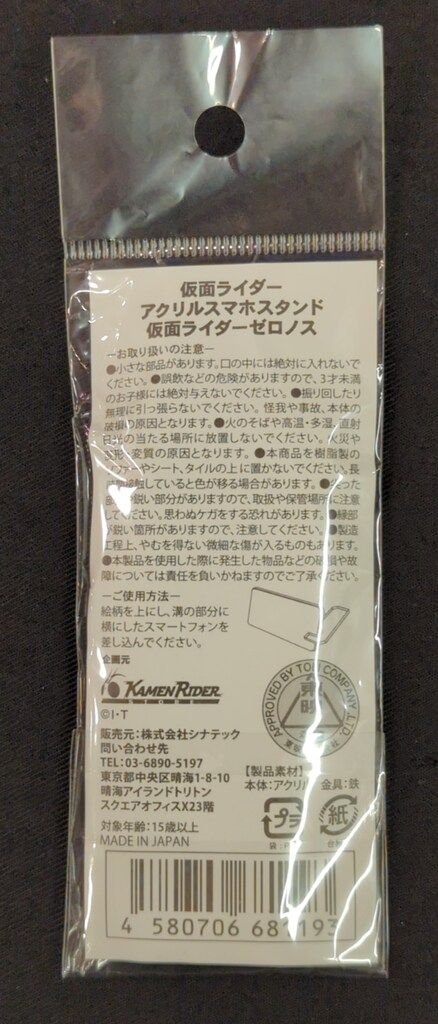 仮面ライダー
アクリルスマホスタンド
仮面ライダーゼロノス
―お取り扱いの注意―
●小さな部品があります。口の中には絶対に入れないで
ください。●誤飲などの危険がありますので、3才未満
のお子様には絶対与えないでください。●振り回したり
無理に引っ張らないでください。怪我や事故、本体の
破損の原因となります。●火のそばや高温・多湿、直射
日光の当たる場所に放置しないでください。火災や
変質の原因となります。●本商品を樹脂製の
やシート、タイルの上に置かないでください。長
接触していると色が移る場合があります。
鋭い部分がありますので、取扱や保管場所に注意
してください。思わぬケガをする恐れがあります。●縁部
が鋭い箇所がありますので、注意してください。●製造
工程上、やむを得ない微細な傷が入るものもあります。
●本製品を使用した際に発生した物品などの破損や故
障については責任を負いかねますのでご了承ください。
―ご使用方法―
絵柄を上にし、溝の部分に
横にしたスマートフォンを
差し込んでください。
企画元
KAMEN RIDER
STORE
©I・T
APPROVED BY TOEI COMPANY, LTD.
東映
販売元:株式会社シナテック
問い合わせ先
TEL:03-6890-5197
東京都中央区晴海1-8-10
晴海アイランドトリトン
スクエアオフィスX23階
【製品素材】
本体:アクリル 金具:鉄
プラ 紙
袋:
対象年齢:15歳以上
MADE IN JAPAN
4 580706 68 193